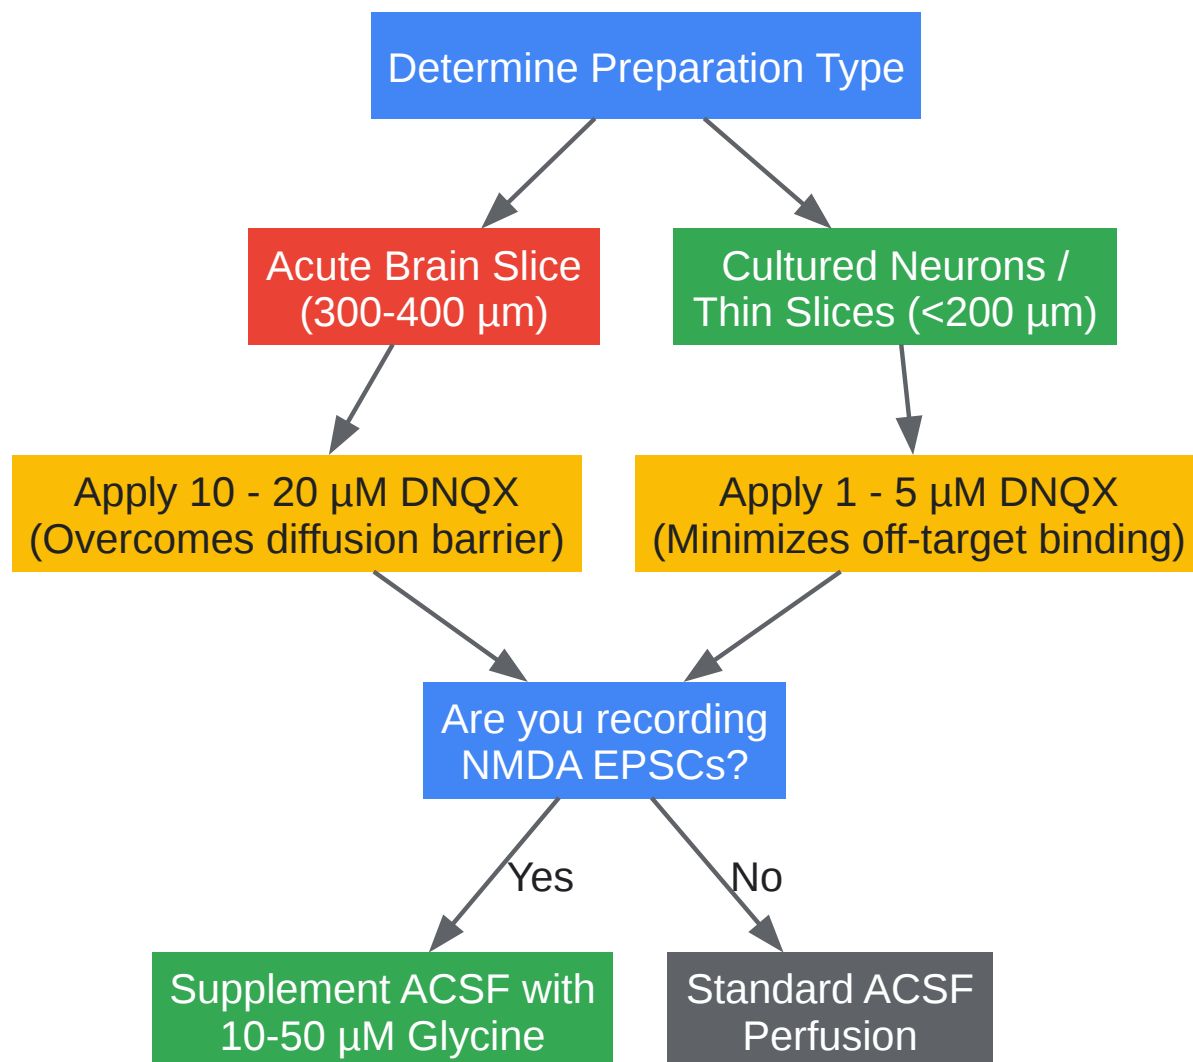 Determine Preparation Type
Acute Brain Slice
(300-400 µm)
Cultured Neurons /
Thin Slices (<200 µm)
Apply 10 - 20 µM DNQX
(Overcomes diffusion barrier)
Apply 1 - 5 µM DNQX
(Minimizes off-target binding)
Are you recording
NMDA EPSCs?
Yes
No
Supplement ACSF with
10-50 µM Glycine
Standard ACSF
Perfusion